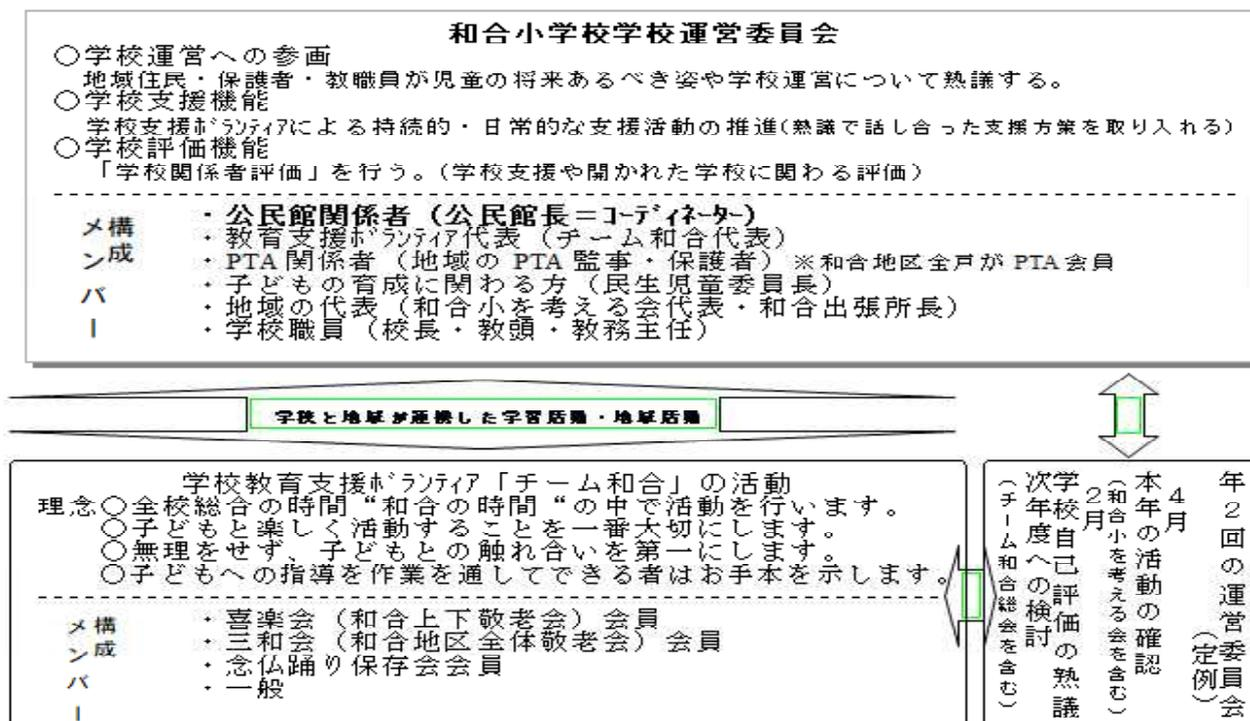 和合小学校学校運営委員会
○学校運営への参画
地域住民・保護者・教職員が児童の将来あるべき姿や学校運営について熟議する。
○学校支援機能
学校支援ﾎﾞﾗﾝﾃｨｱによる持続的・日常的な支援活動の推進(熟議で話し合った支援方策を取り入れる)
○学校評価機能
「学校関係者評価」を行う。(学校支援や開かれた学校に関わる評価)
構成
メンバー
・公民館関係者(公民館長=ｺｰﾃﾞｨﾈｰﾀｰ)
・教育支援ﾎﾞﾗﾝﾃｨｱ代表(チーム和合代表)
・PTA関係者(地域のPTA監事・保護者)※和合地区全戸がPTA会員
・子どもの育成に関わる方(民生児童委員長)
・地域の代表(和合小を考える会代表・和合出張所長)
・学校職員(校長・教頭・教務主任)
学校と地域が連携した学習活動・地域活動
学校教育支援ﾎﾞﾗﾝﾃｨｱ「チーム和合」の活動
理念○全校総合の時間“和合の時間“の中で活動を行います。
○子どもと楽しく活動することを一番大切にします。
○無理をせず、子どもとの触れ合いを第一にします。
○子どもへの指導を作業を通してできる者はお手本を示します。
構成
メンバー
・喜楽会(和合上下敬老会)会員
・三和会(和合地区全体敬老会)会員
・念仏踊り保存会会員
・一般
年2回の運営委員会
(定例)
4月
本年の活動の確認
(和合小を考える会を含む)
2月
学校自己評価の熟議
次年度への検討
(チーム和合総会を含む)